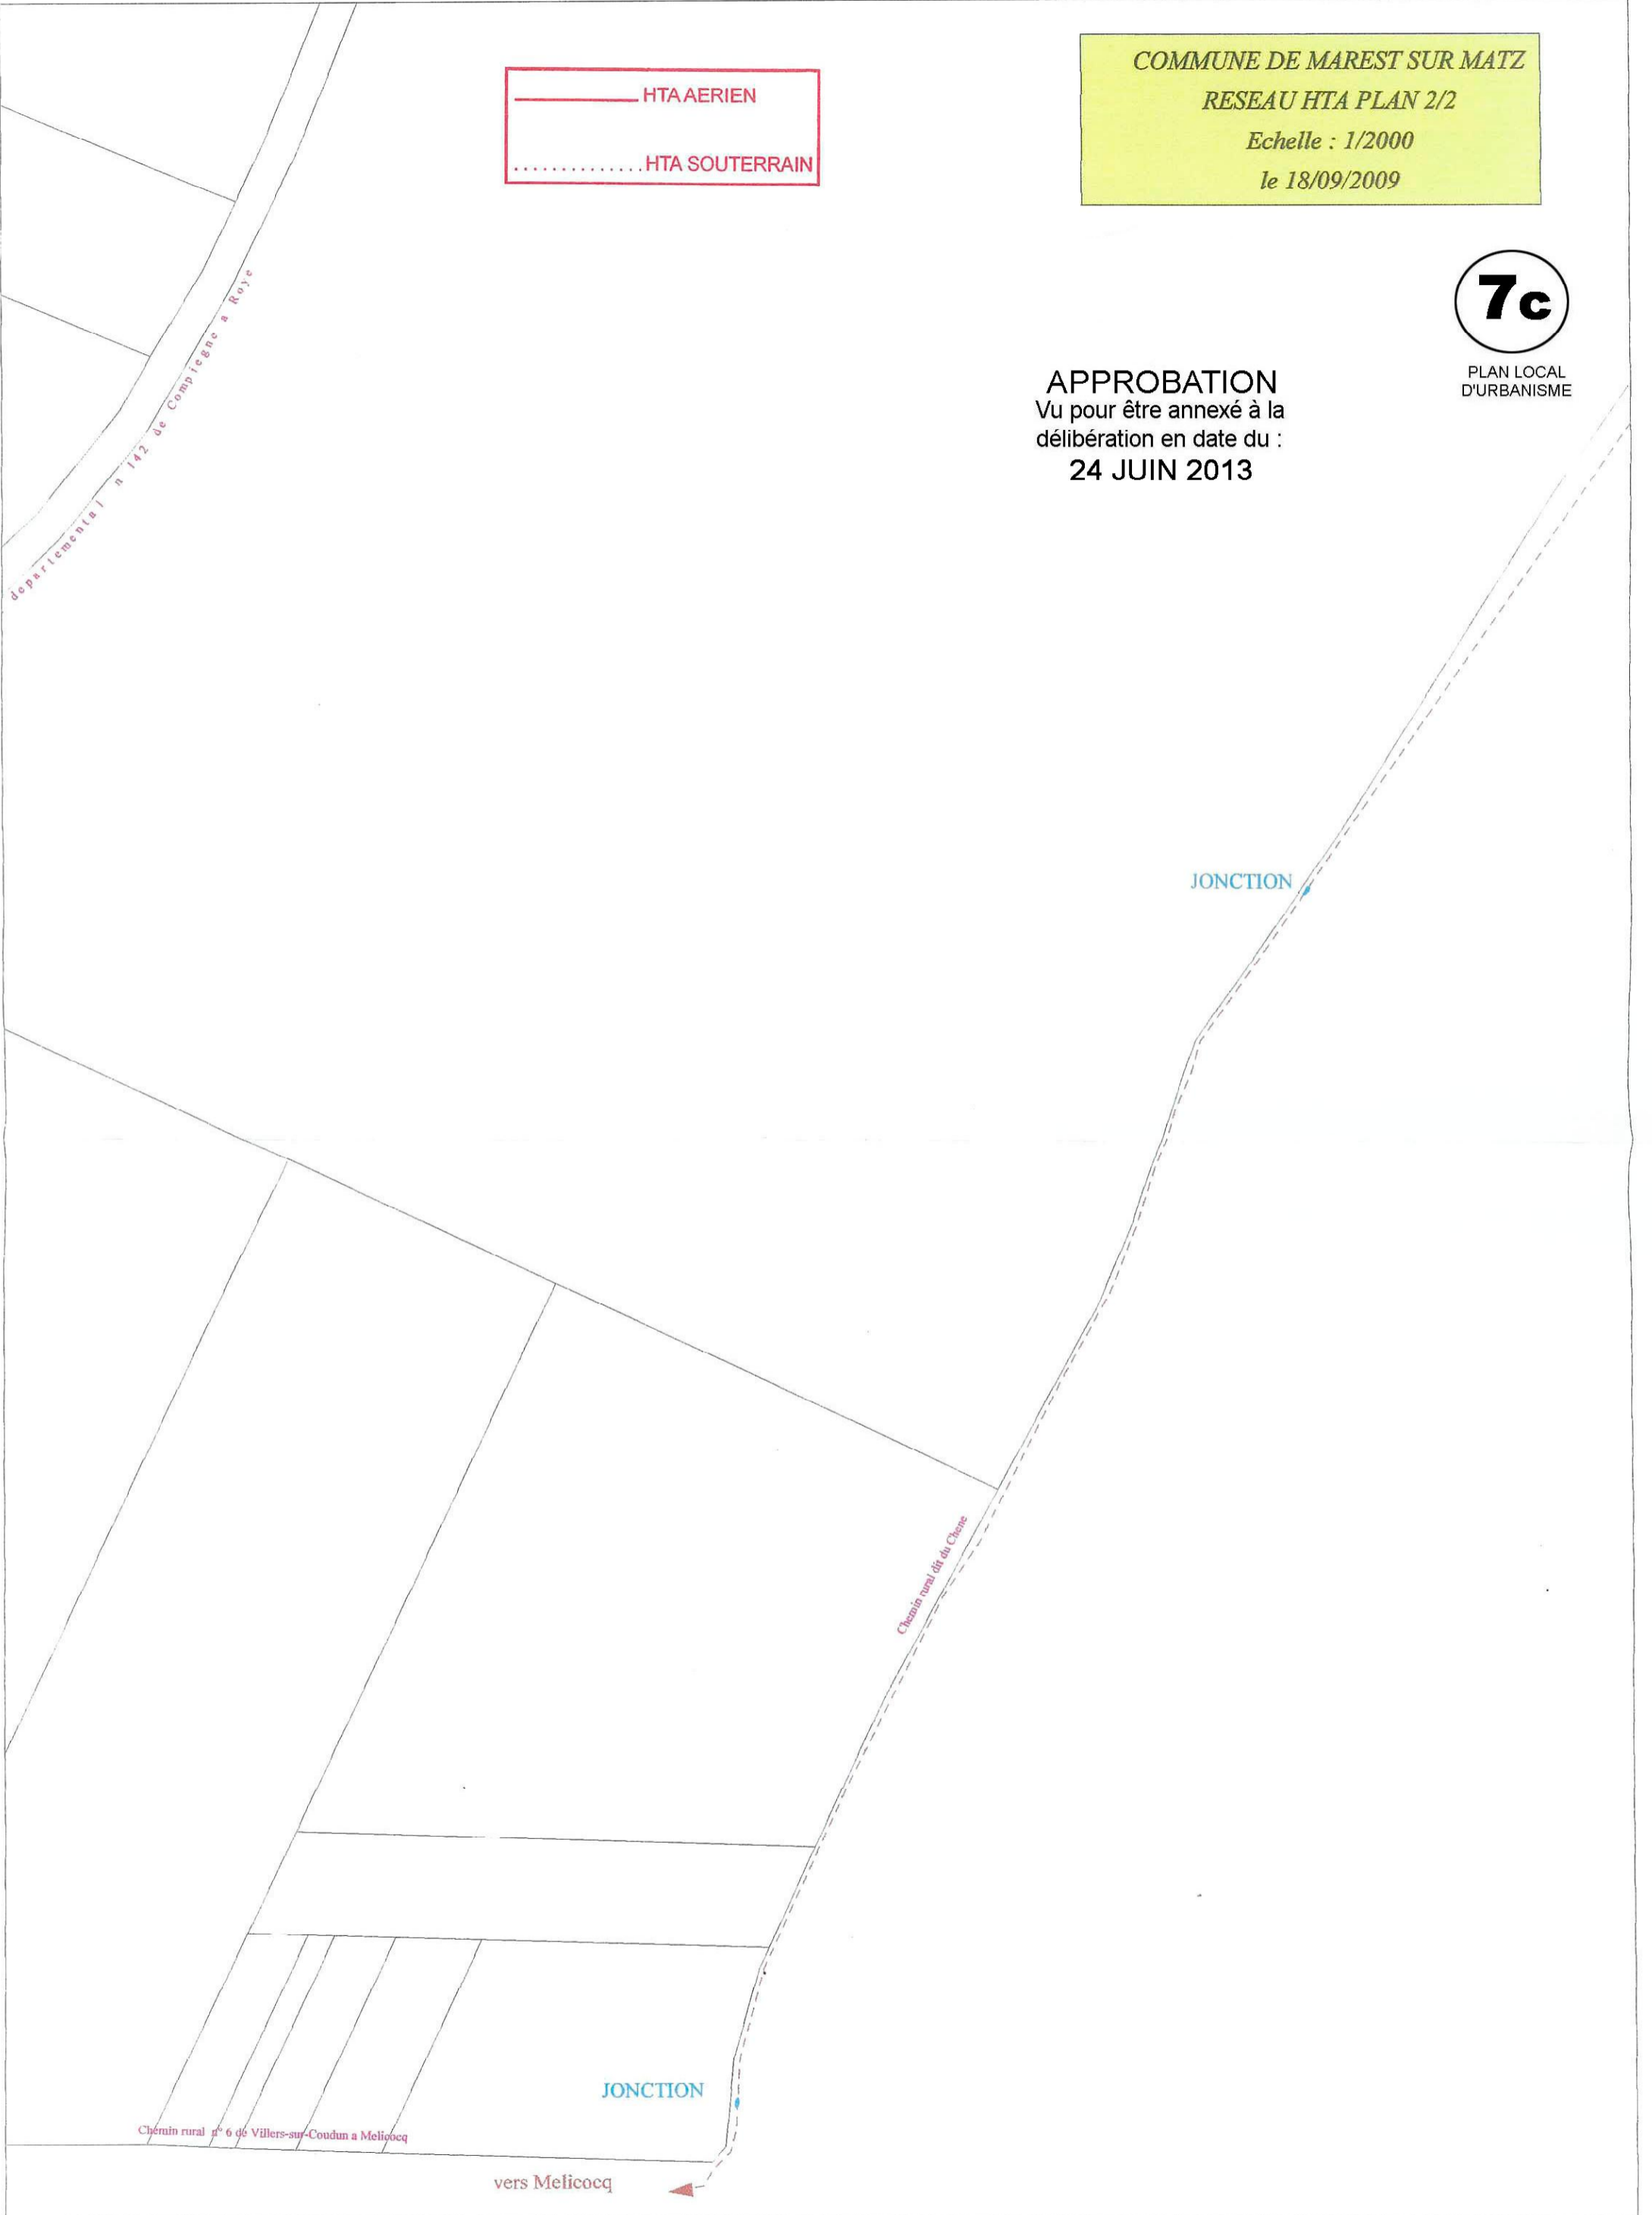 HTA AERIEN
HTA SOUTERRAIN
COMMUNE DE MAREST SUR MATZ
RESEAU HTA PLAN 2/2
Echelle : 1/2000
le 18/09/2009
7c
PLAN LOCAL
D'URBANISME
APPROBATION
Vu pour être annexé à la
délibération en date du :
24 JUIN 2013
departemental n 142 de Compiegne a Roye
JONCTION
Chemin rural dit du Chene
JONCTION
Chemin rural n° 6 de Villers-sur-Coudun a Melicocq
vers Melicocq